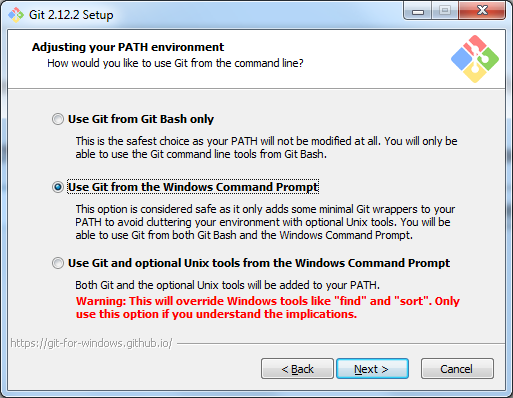 Git 2.12.2 Setup
Adjusting your PATH environment
How would you like to use Git from the command line?
Use Git from Git Bash only
This is the safest choice as your PATH will not be modified at all. You will only be
able to use the Git command line tools from Git Bash.
Use Git from the Windows Command Prompt
This option is considered safe as it only adds some minimal Git wrappers to your
PATH to avoid cluttering your environment with optional Unix tools. You will be
able to use Git from both Git Bash and the Windows Command Prompt.
Use Git and optional Unix tools from the Windows Command Prompt
Both Git and the optional Unix tools will be added to your PATH.
Warning: This will override Windows tools like "find" and "sort". Only
use this option if you understand the implications.
https://git-for-windows.github.io/
< Back Next > Cancel